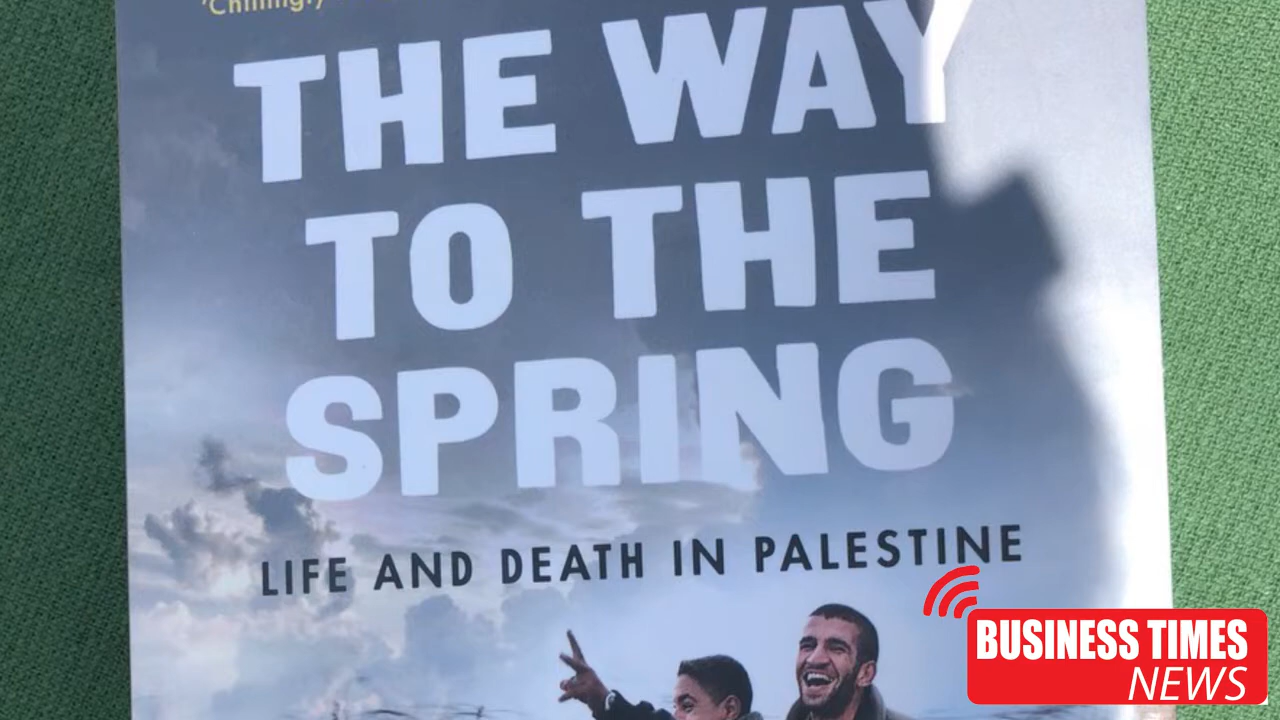 THE WAY
TO THE
SPRING
LIFE AND DEATH IN PALESTINE
BUSINESS TIMES
NEWS